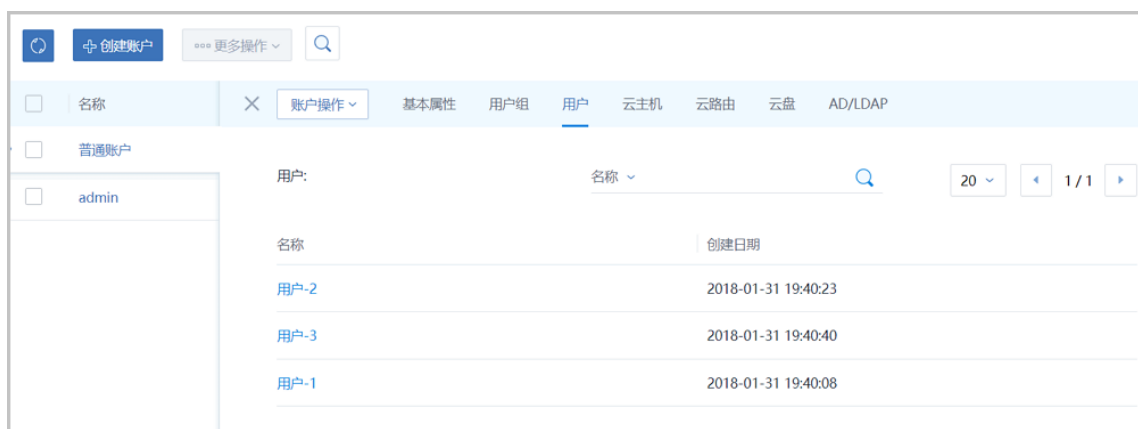 创建账户 更多操作
名称 账户操作 基本属性 用户组 用户 云主机 云路由 云盘 AD/LDAP
普通账户
用户: 名称 20 1 / 1
admin
名称 创建日期
用户-2 2018-01-31 19:40:23
用户-3 2018-01-31 19:40:40
用户-1 2018-01-31 19:40:08